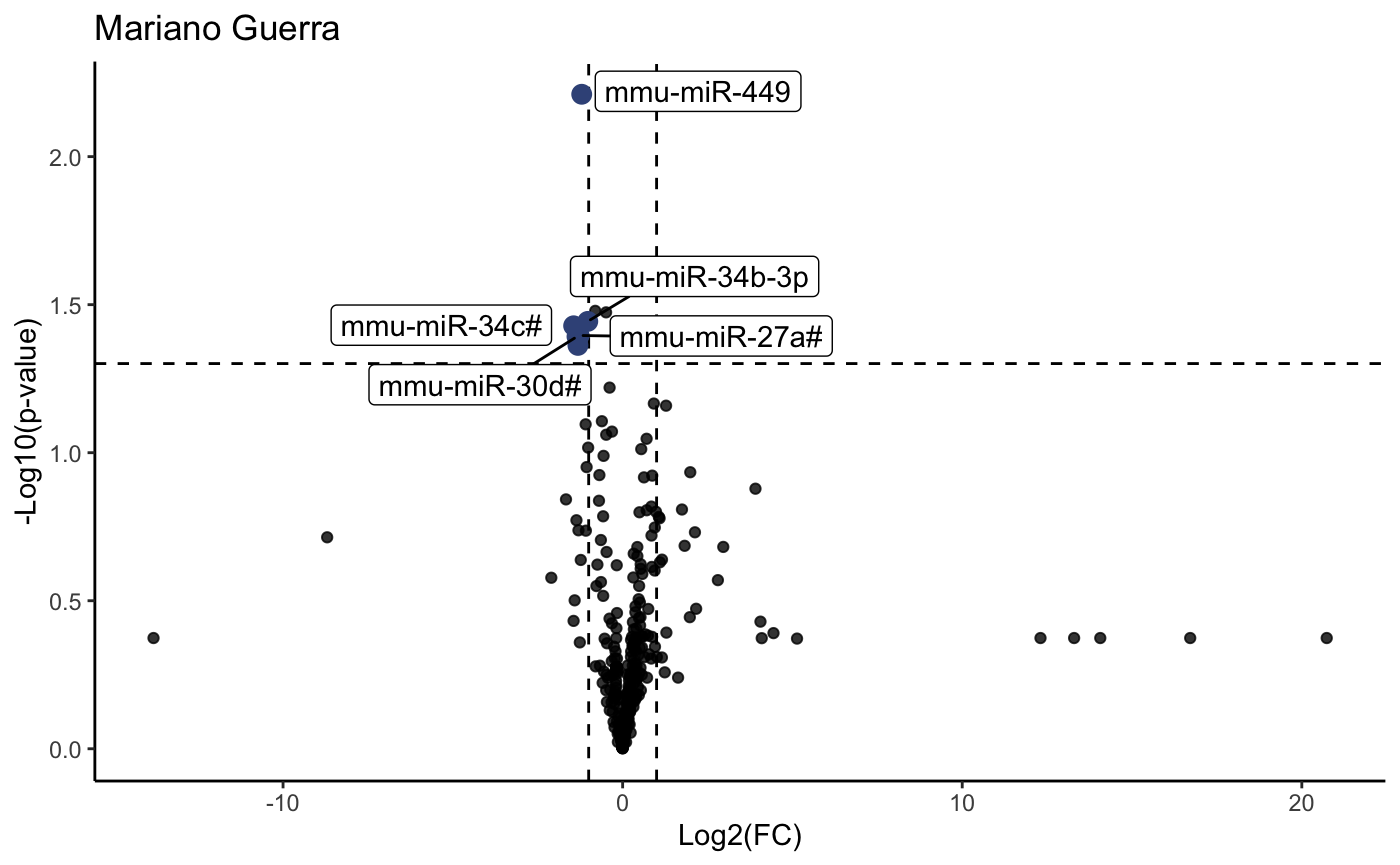 Mariano Guerra
mmu-miR-449
2.0
mmu-miR-34b-3p
1.5
mmu-miR-34c#
mmu-miR-27a#
mmu-miR-30d#
1.0
0.5
0.0
-Log10(p-value)
-10
0
10
20
Log2(FC)